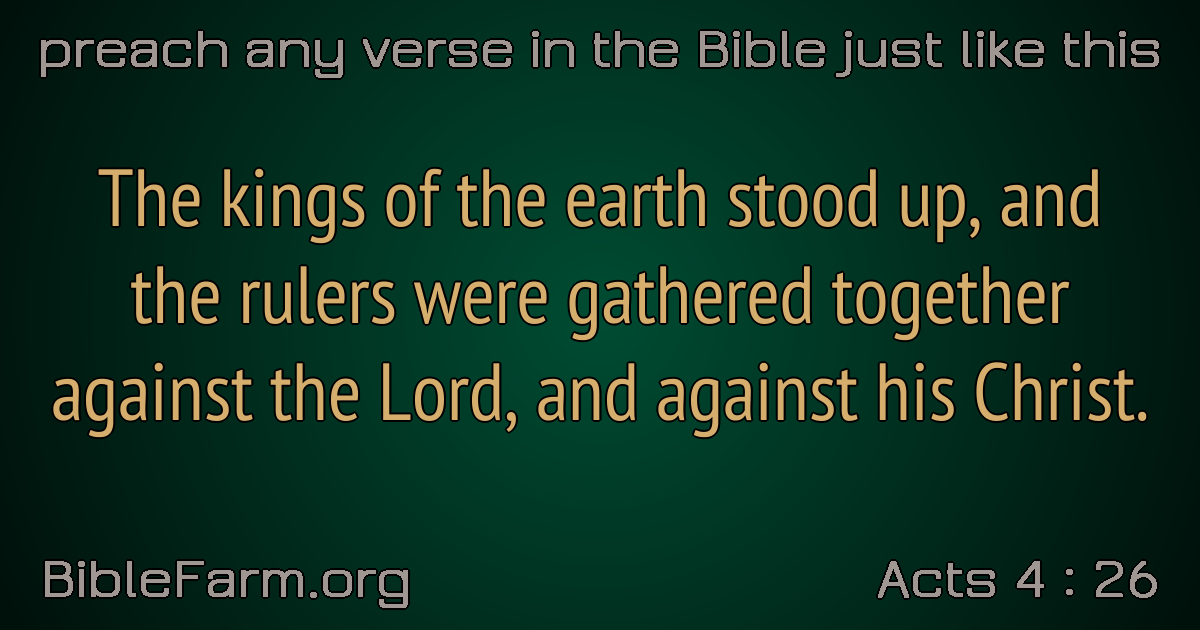 preach any verse in the Bible just like this
The kings of the earth stood up, and
the rulers were gathered together
against the Lord, and against his Christ.
BibleFarm.org
Acts 4 : 26